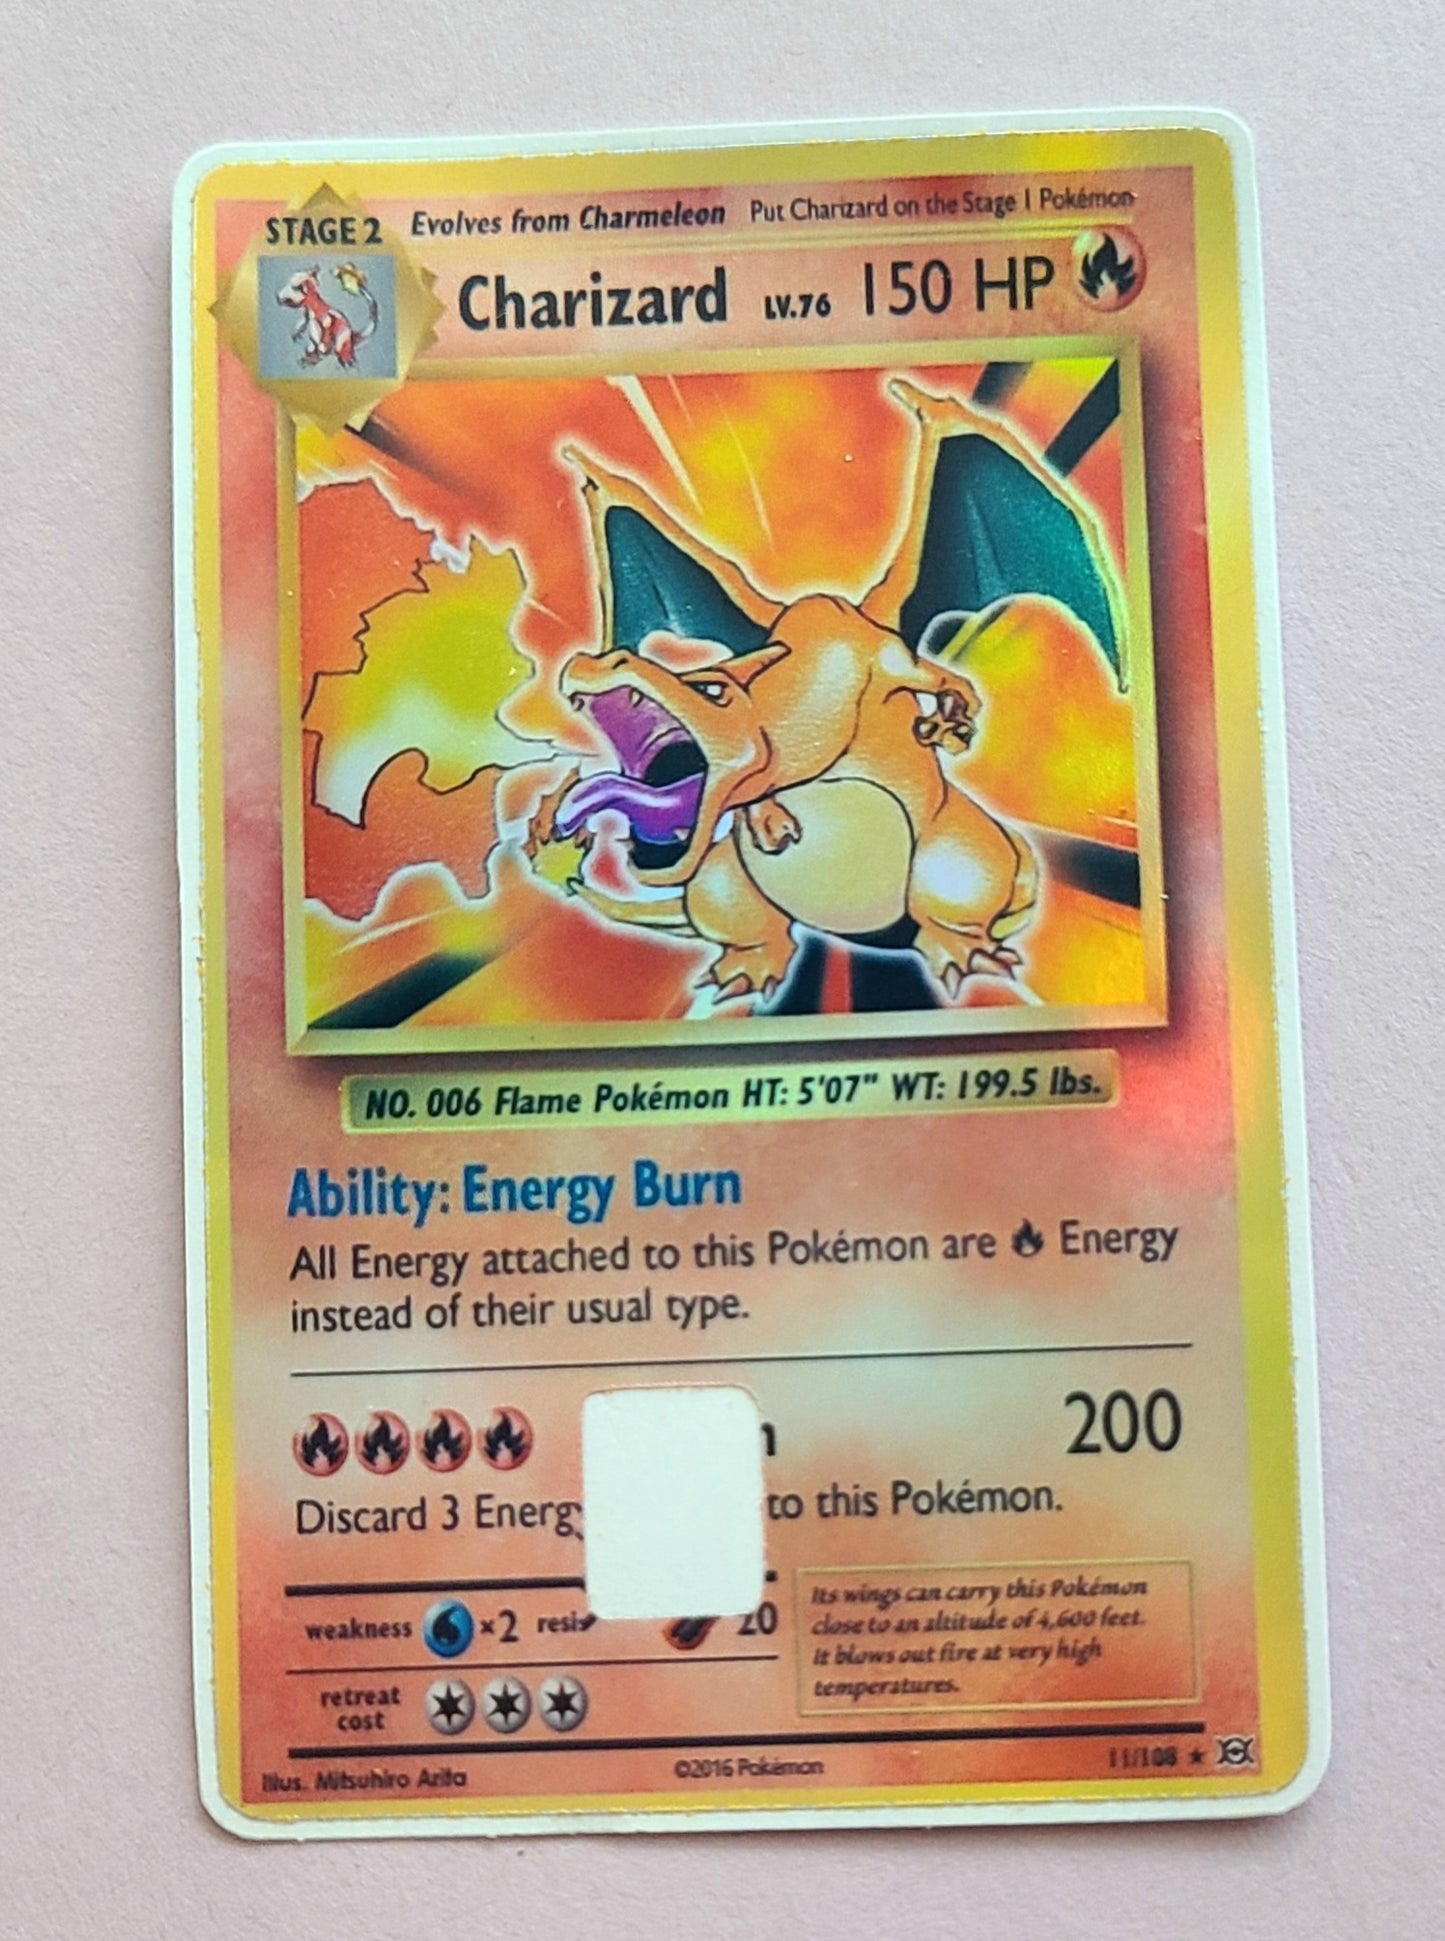 STAGE 2
Evolves from Charmeleon Put Charizard on the Stage 1 Pokémon
Charizard LV.76 150 HP
NO. 006 Flame Pokémon HT: 5'07" WT: 199.5 lbs.
Ability: Energy Burn
All Energy attached to this Pokémon are Energy
instead of their usual type.
200
Discard 3 Energy to this Pokémon.
weakness ×2 20
retreat
cost
Its wings can carry this Pokémon
close to an altitude of 4,600 feet.
It blows out fire at very high
temperatures.
Illus. Mitsuhiro Arita ©2016 Pokémon 11/108